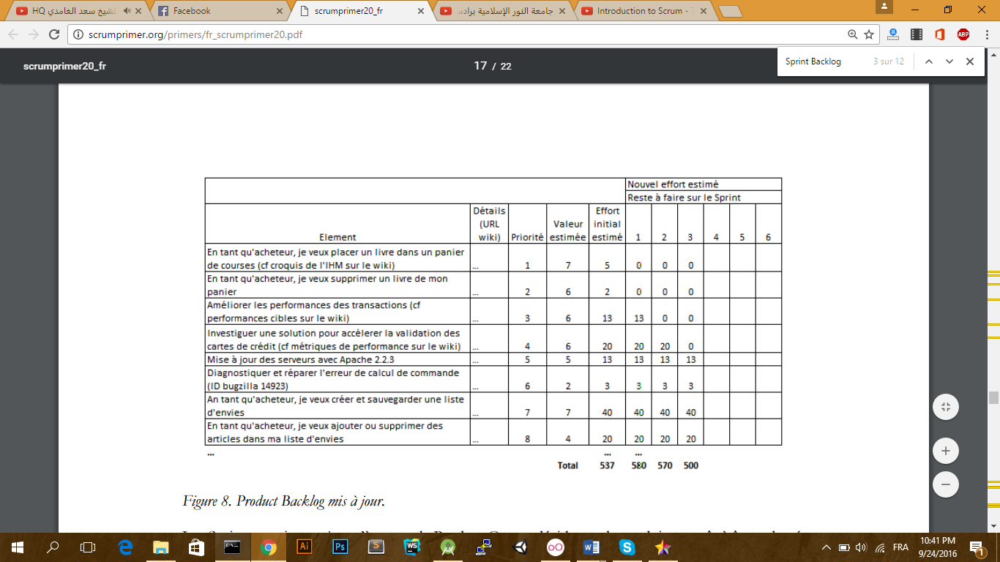 HQ الشيخ سعد الغامدي
Facebook
scrumprimer20_fr
جامعة النور الإسلامية برادس
Introduction to Scrum - 7
scrumprimer.org/primers/fr_scrumprimer20.pdf
ABP
scrumprimer20_fr
17 / 22
Sprint Backlog
3 sur 12
Nouvel effort estimé
Reste à faire sur le Sprint
Element Détails (URL wiki) Priorité Valeur estimée Effort initial estimé 1 2 3 4 5 6
En tant qu'acheteur, je veux placer un livre dans un panier
de courses (cf croquis de l'IHM sur le wiki) ... 1 7 5 0 0 0
En tant qu'acheteur, je veux supprimer un livre de mon
panier ... 2 6 2 0 0 0
Améliorer les performances des transactions (cf
performances cibles sur le wiki) ... 3 6 13 13 0 0
Investiguer une solution pour accélerer la validation des
cartes de crédit (cf métriques de performance sur le wiki) ... 4 6 20 20 20 0
Mise à jour des serveurs avec Apache 2.2.3 ... 5 5 13 13 13 13
Diagnostiquer et réparer l'erreur de calcul de commande
(ID bugzilla 14923) ... 6 2 3 3 3 3
An tant qu'acheteur, je veux créer et sauvegarder une liste
d'envies ... 7 7 40 40 40 40
En tant qu'acheteur, je veux ajouter ou supprimer des
articles dans ma liste d'envies ... 8 4 20 20 20 20
... ... ...
Total 537 580 570 500
Figure 8. Product Backlog mis à jour.
Ai
Ps
S
WS
W
S
FRA
10:41 PM
9/24/2016
1